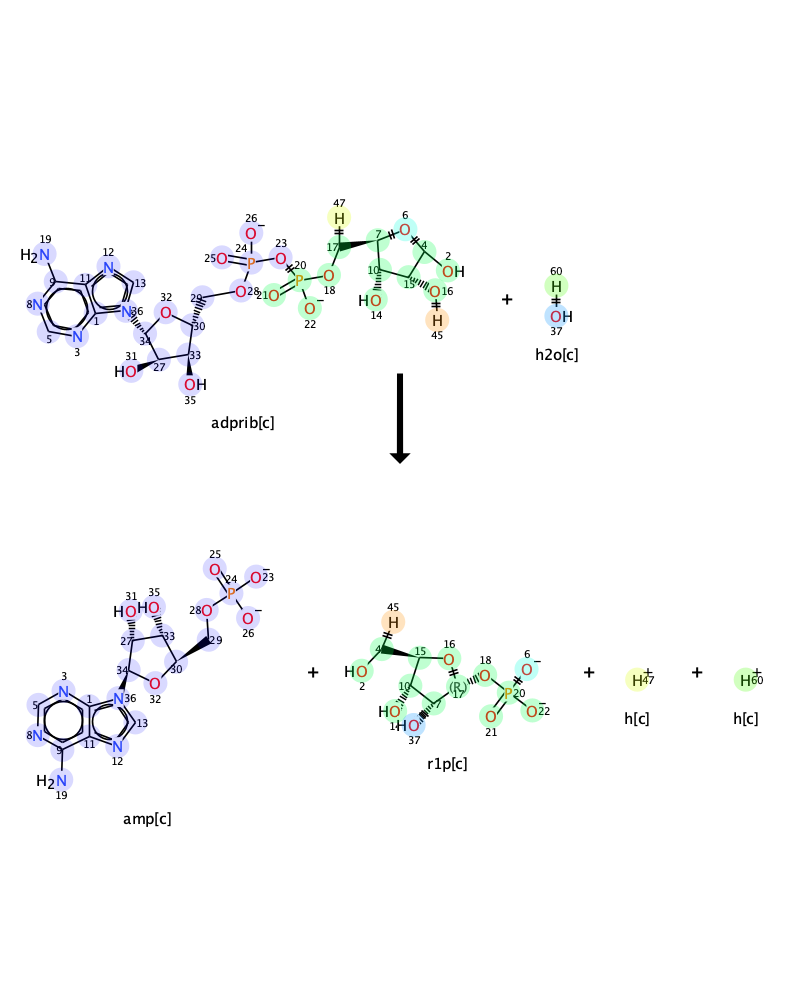 47
26
O−
H
6
O
23
7
19
H2N
12
N
25
O
24
P
O
17
4
2
OH
9
11
13
20
P
O
18
10
15
O
16
60
H
8
N
1
N
36
32
O
29
O
28
21
O
O−
22
HO
14
H
45
+
OH
37
5
N
3
34
30
31
HO
27
33
OH
35
h2o[c]
adprib[c]
25
O
24
P
O−
23
31
HO
35
HO
28
O
O−
26
45
H
27
33
29
4
15
16
O
18
O
6
O−
34
30
HO
2
10
(R)
17
P
20
+
+
H+
47
+
H+
60
3
N
5
1
N
36
O
32
HO
14
7
HO
37
O
21
O−
22
h[c]
h[c]
8
N
13
9
11
N
12
r1p[c]
H2N
19
amp[c]